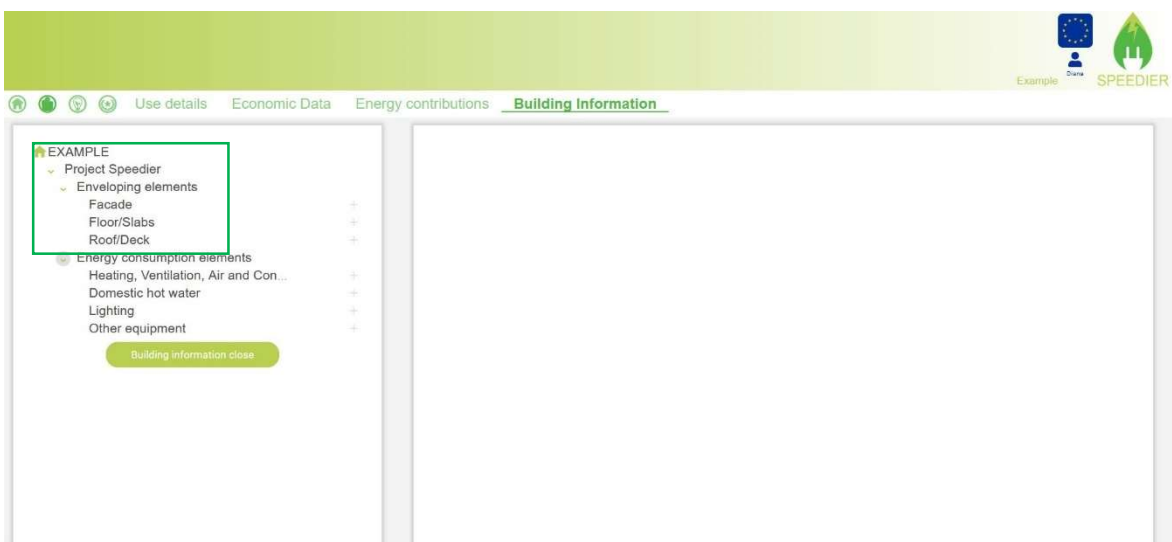 Diana
Example
SPEEDIER
Use details Economic Data Energy contributions Building Information
EXAMPLE
Project Speedier
Enveloping elements
Facade +
Floor/Slabs +
Roof/Deck +
Energy consumption elements
Heating, Ventilation, Air and Con... +
Domestic hot water +
Lighting +
Other equipment +
Building information close